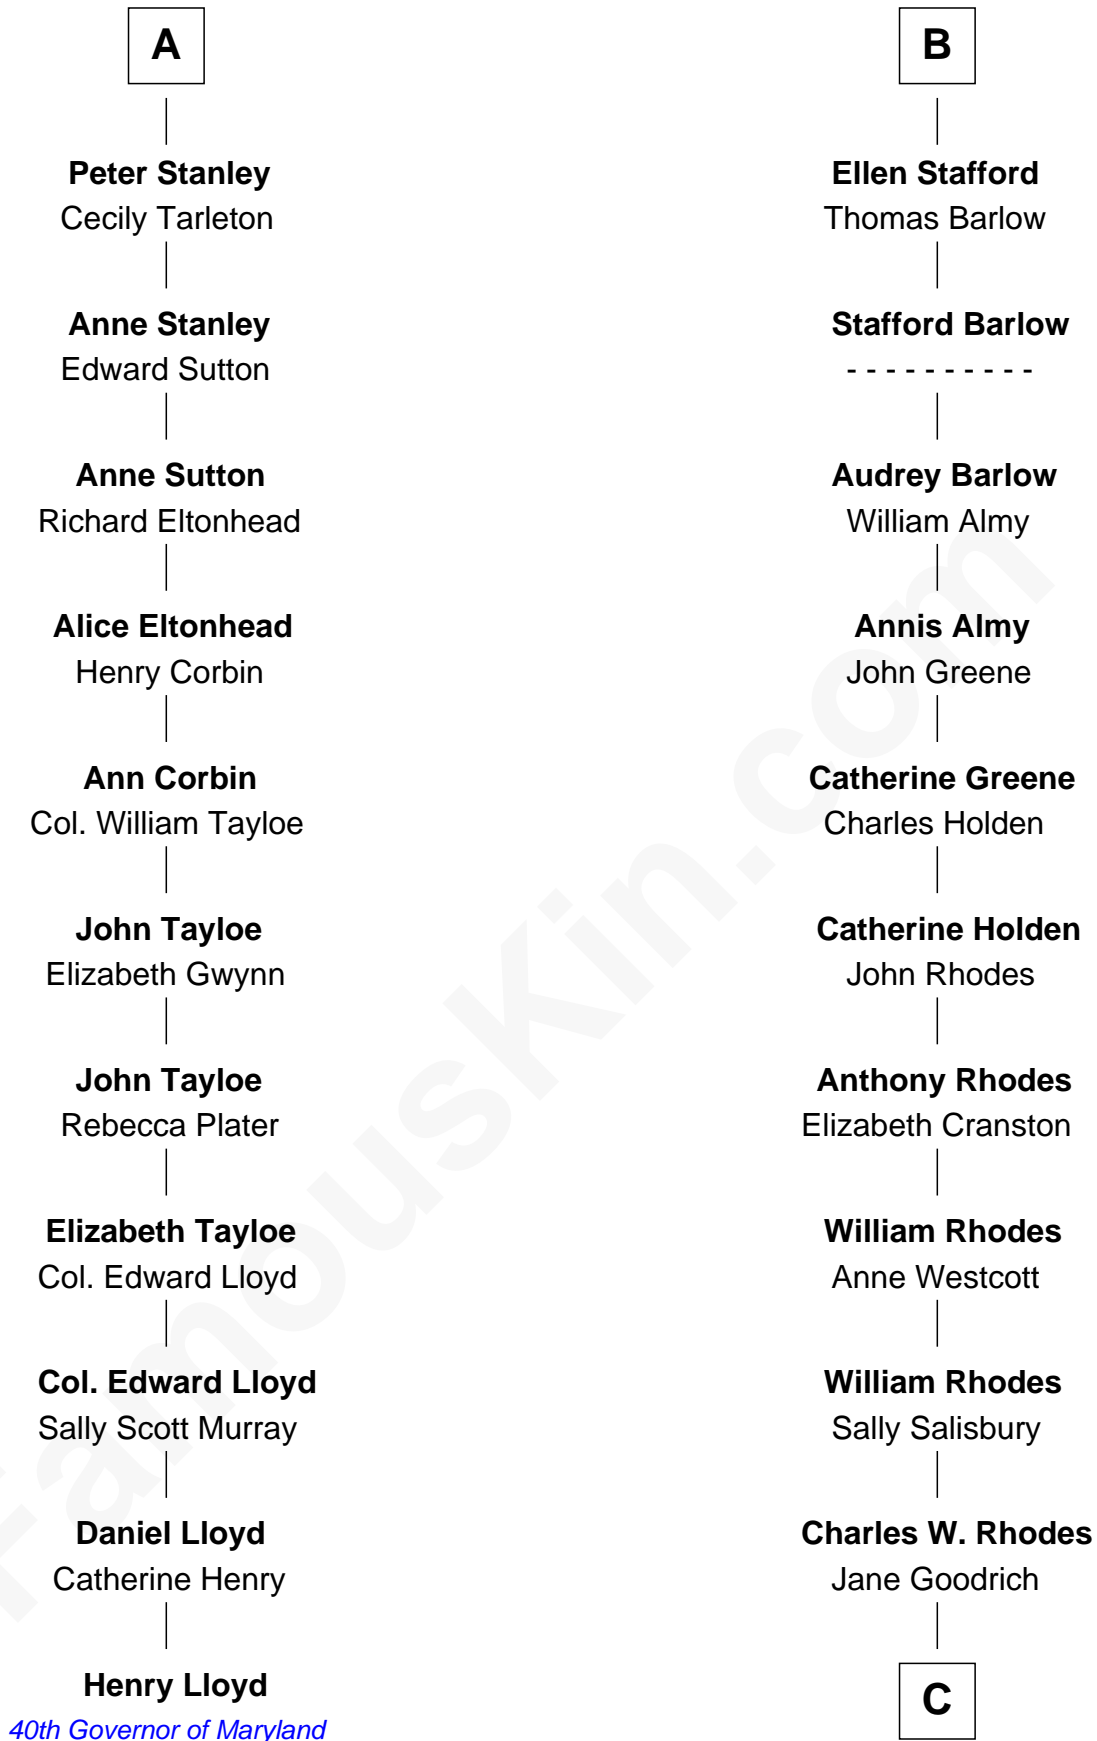 A
Peter Stanley
Cecily Tarleton
Anne Stanley
Edward Sutton
Anne Sutton
Richard Eltonhead
Alice Eltonhead
Henry Corbin
Ann Corbin
Col. William Tayloe
John Tayloe
Elizabeth Gwynn
John Tayloe
Rebecca Plater
Elizabeth Tayloe
Col. Edward Lloyd
Col. Edward Lloyd
Sally Scott Murray
Daniel Lloyd
Catherine Henry
Henry Lloyd
40th Governor of Maryland
B
Ellen Stafford
Thomas Barlow
Stafford Barlow
- - - - - - - - - -
Audrey Barlow
William Almy
Annis Almy
John Greene
Catherine Greene
Charles Holden
Catherine Holden
John Rhodes
Anthony Rhodes
Elizabeth Cranston
William Rhodes
Anne Westcott
William Rhodes
Sally Salisbury
Charles W. Rhodes
Jane Goodrich
C
FamousKin.com